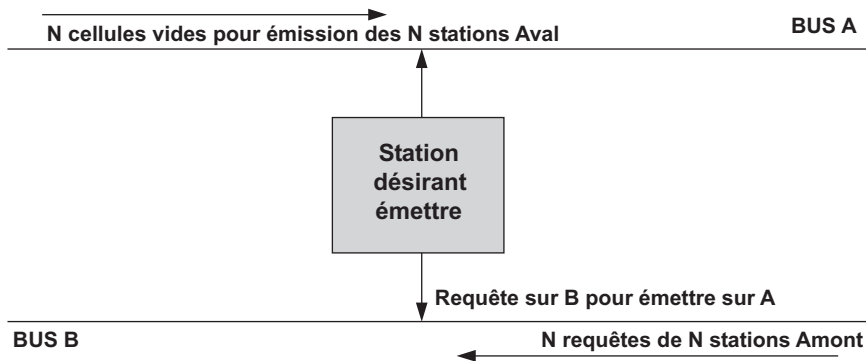 N cellules vides pour émission des N stations Aval
BUS A
Station
désirant
émettre
Requête sur B pour émettre sur A
BUS B
N requêtes de N stations Amont